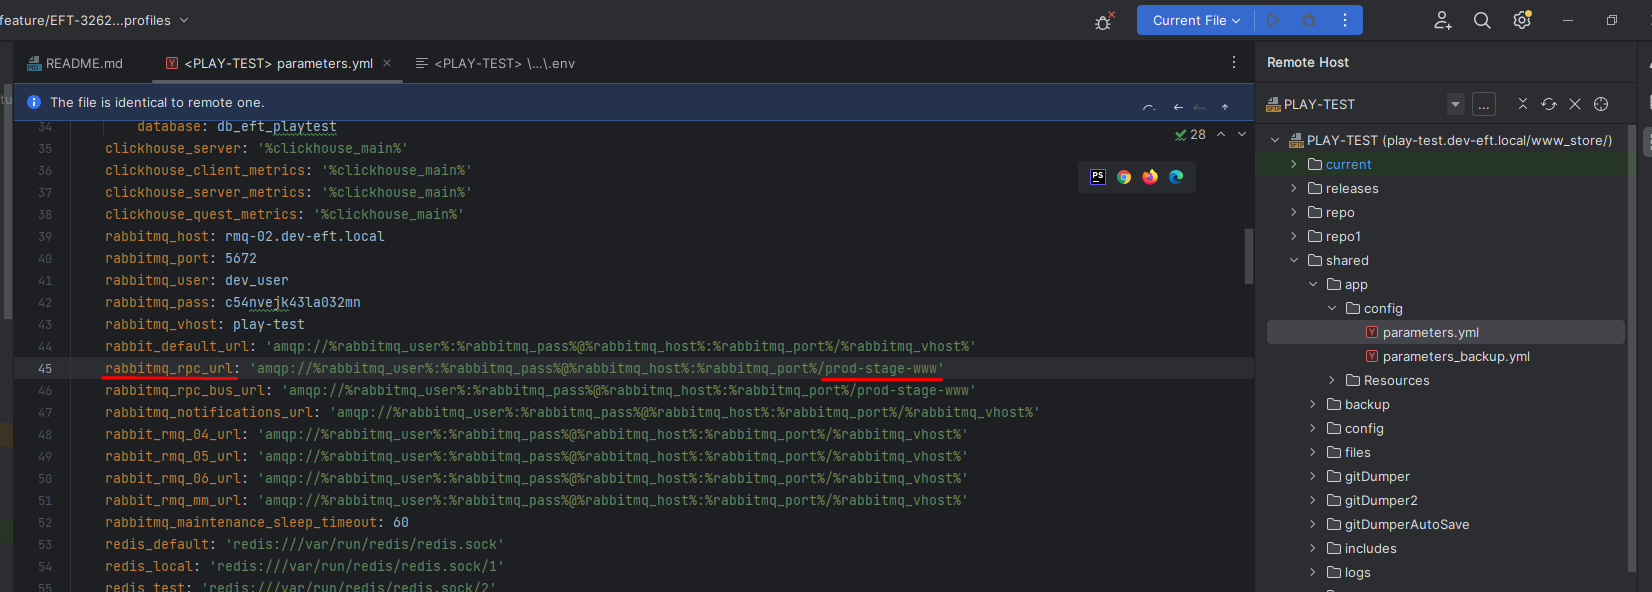 feature/EFT-3262...profiles
Current File
README.md
<PLAY-TEST> parameters.yml
<PLAY-TEST> \...\.env
The file is identical to remote one.
28
34 database: db_eft_playtest
35 clickhouse_server: '%clickhouse_main%'
36 clickhouse_client_metrics: '%clickhouse_main%'
37 clickhouse_server_metrics: '%clickhouse_main%'
38 clickhouse_quest_metrics: '%clickhouse_main%'
39 rabbitmq_host: rmq-02.dev-eft.local
40 rabbitmq_port: 5672
41 rabbitmq_user: dev_user
42 rabbitmq_pass: c54nvejk43la032mn
43 rabbitmq_vhost: play-test
44 rabbit_default_url: 'amqp://%rabbitmq_user%:%rabbitmq_pass%@%rabbitmq_host%:%rabbitmq_port%/%rabbitmq_vhost%'
45 rabbitmq_rpc_url: 'amqp://%rabbitmq_user%:%rabbitmq_pass%@%rabbitmq_host%:%rabbitmq_port%/prod-stage-www'
46 rabbitmq_rpc_bus_url: 'amqp://%rabbitmq_user%:%rabbitmq_pass%@%rabbitmq_host%:%rabbitmq_port%/prod-stage-www'
47 rabbitmq_notifications_url: 'amqp://%rabbitmq_user%:%rabbitmq_pass%@%rabbitmq_host%:%rabbitmq_port%/%rabbitmq_vhost%'
48 rabbit_rmq_04_url: 'amqp://%rabbitmq_user%:%rabbitmq_pass%@%rabbitmq_host%:%rabbitmq_port%/%rabbitmq_vhost%'
49 rabbit_rmq_05_url: 'amqp://%rabbitmq_user%:%rabbitmq_pass%@%rabbitmq_host%:%rabbitmq_port%/%rabbitmq_vhost%'
50 rabbit_rmq_06_url: 'amqp://%rabbitmq_user%:%rabbitmq_pass%@%rabbitmq_host%:%rabbitmq_port%/%rabbitmq_vhost%'
51 rabbit_rmq_mm_url: 'amqp://%rabbitmq_user%:%rabbitmq_pass%@%rabbitmq_host%:%rabbitmq_port%/%rabbitmq_vhost%'
52 rabbitmq_maintenance_sleep_timeout: 60
53 redis_default: 'redis:///var/run/redis/redis.sock'
54 redis_local: 'redis:///var/run/redis/redis.sock/1'
55 redis_test: 'redis:///var/run/redis/redis.sock/2'
Remote Host
PLAY-TEST
...
PLAY-TEST (play-test.dev-eft.local/www_store/)
current
releases
repo
repo1
shared
app
config
parameters.yml
parameters_backup.yml
Resources
backup
config
files
gitDumper
gitDumper2
gitDumperAutoSave
includes
logs